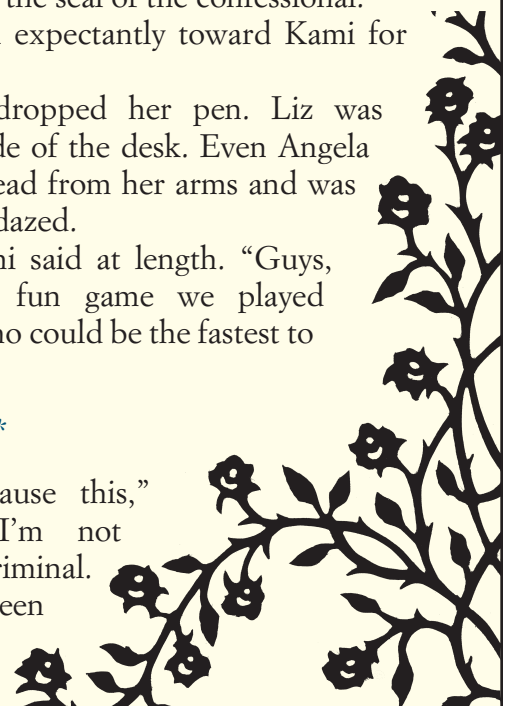 the seal of the confessional.
expectantly toward Kami for
dropped her pen. Liz was
de of the desk. Even Angela
ead from her arms and was
dazed.
mi said at length. “Guys,
fun game we played
ho could be the fastest to
*
ause this,”
I’m not
riminal.
een